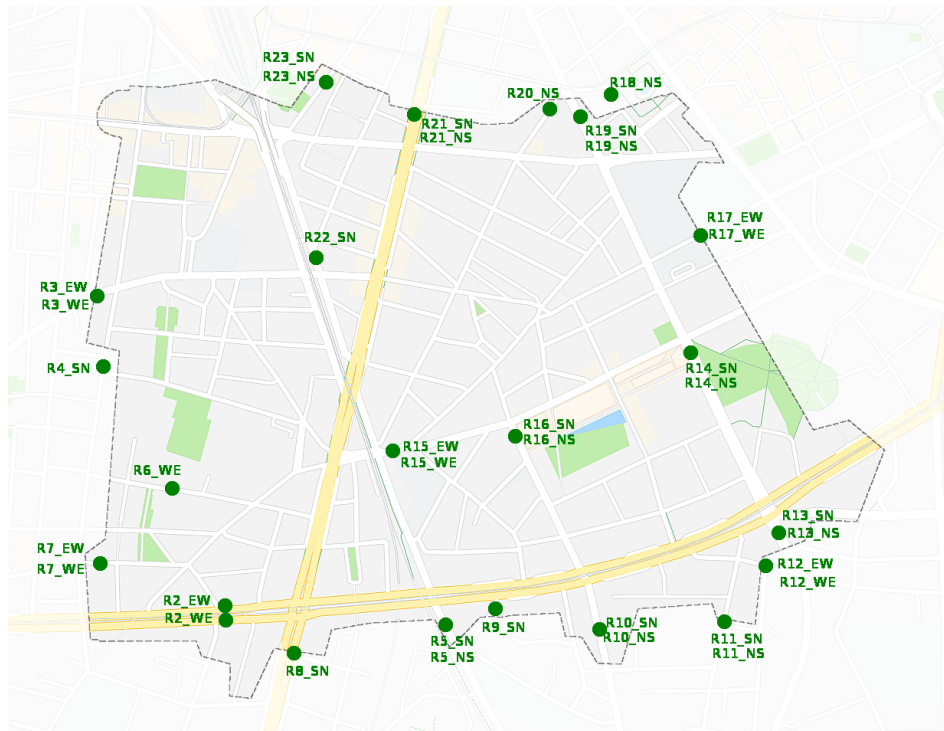 R23_SN
R23_NS
R18_NS
R20_NS
R21_SN
R21_NS
R19_SN
R19_NS
R17_EW
R17_WE
R22_SN
R3_EW
R3_WE
R4_SN
R14_SN
R14_NS
R16_SN
R16_NS
R15_EW
R15_WE
R6_WE
R13_SN
R13_NS
R7_EW
R7_WE
R12_EW
R12_WE
R2_EW
R2_WE
R9_SN
R10_SN
R10_NS
R5_SN
R5_NS
R11_SN
R11_NS
R8_SN